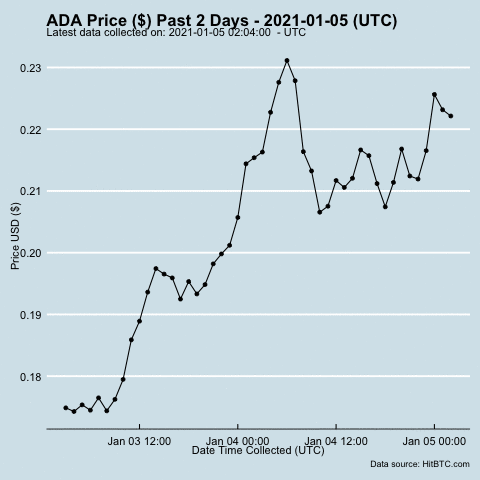 ADA Price ($) Past 2 Days - 2021-01-05 (UTC)
Latest data collected on: 2021-01-05 02:04:00  - UTC
0.23
0.22
0.21
0.20
0.19
0.18
Price USD ($)
Jan 03 12:00
Jan 04 00:00
Jan 04 12:00
Jan 05 00:00
Date Time Collected (UTC)
Data source: HitBTC.com